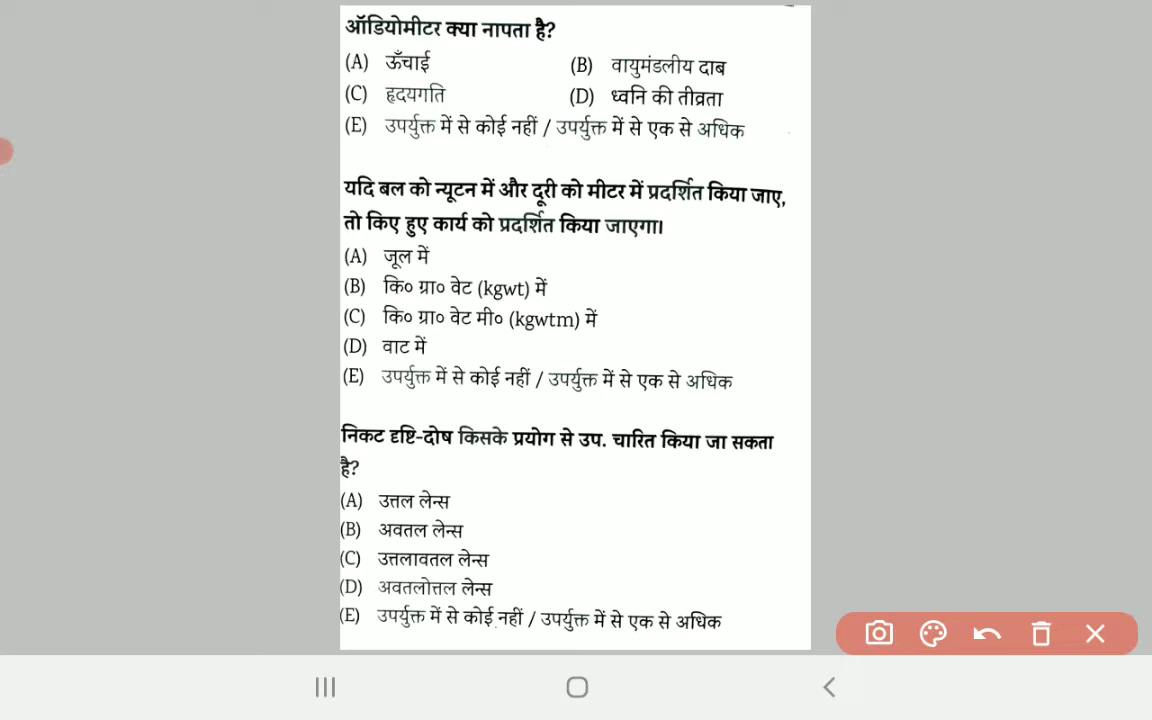 ऑडियोमीटर क्या नापता है?
(A) ऊँचाई (B) वायुमंडलीय दाब
(C) हृदयगति (D) ध्वनि की तीव्रता
(E) उपर्युक्त में से कोई नहीं / उपर्युक्त में से एक से अधिक
यदि बल को न्यूटन में और दूरी को मीटर में प्रदर्शित किया जाए,
तो किए हुए कार्य को प्रदर्शित किया जाएगा।
(A) जूल में
(B) कि० ग्रा० वेट (kgwt) में
(C) कि० ग्रा० वेट मी० (kgwtm) में
(D) वाट में
(E) उपर्युक्त में से कोई नहीं / उपर्युक्त में से एक से अधिक
निकट दृष्टि-दोष किसके प्रयोग से उप. चारित किया जा सकता
है?
(A) उत्तल लेन्स
(B) अवतल लेन्स
(C) उत्तलावतल लेन्स
(D) अवतलोत्तल लेन्स
(E) उपर्युक्त में से कोई नहीं / उपर्युक्त में से एक से अधिक